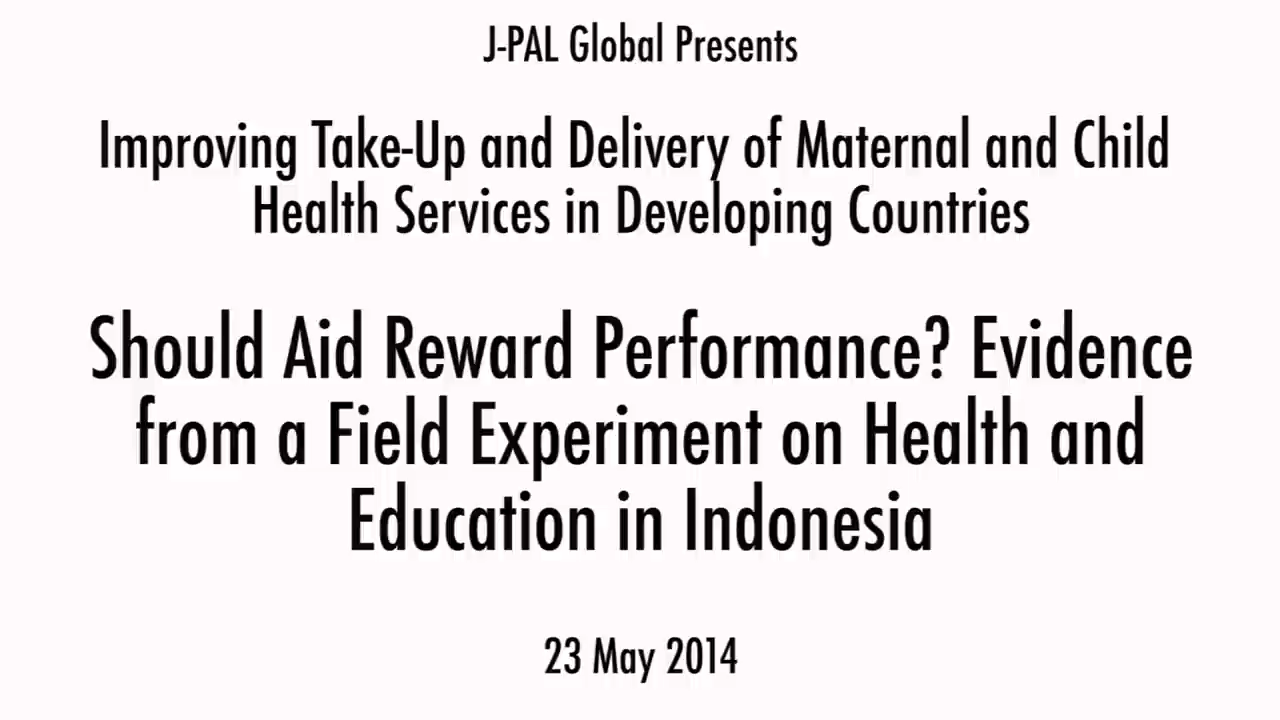 J-PAL Global Presents
Improving Take-Up and Delivery of Maternal and Child
Health Services in Developing Countries
Should Aid Reward Performance? Evidence
from a Field Experiment on Health and
Education in Indonesia
23 May 2014